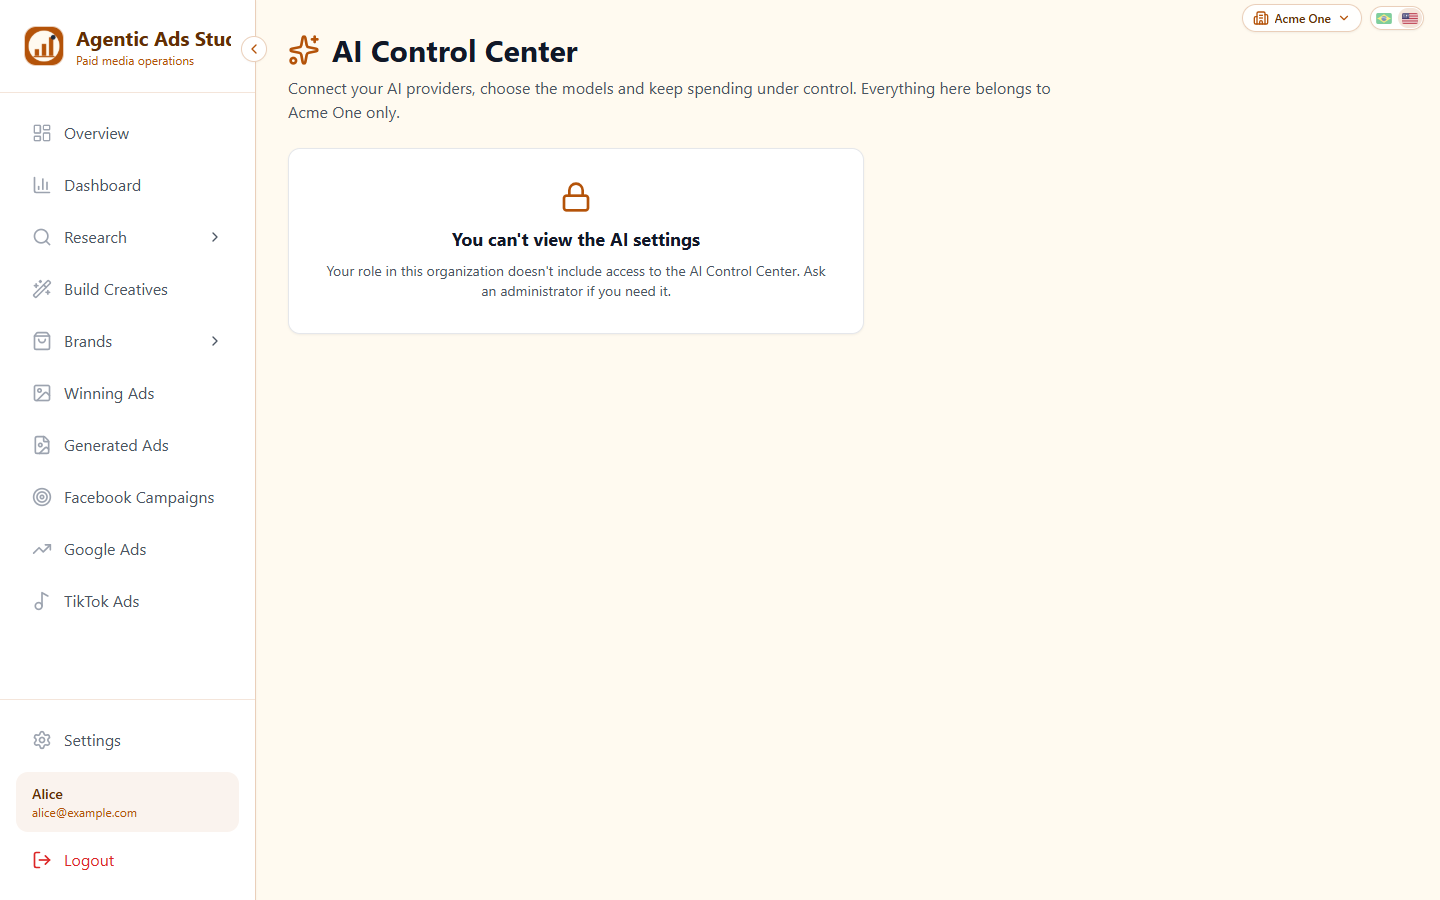 Agentic Ads Stu
Paid media operations
Overview
Dashboard
Research
Build Creatives
Brands
Winning Ads
Generated Ads
Facebook Campaigns
Google Ads
TikTok Ads
Settings
Alice
alice@example.com
Logout
Acme One
AI Control Center
Connect your AI providers, choose the models and keep spending under control. Everything here belongs to
Acme One only.
You can't view the AI settings
Your role in this organization doesn't include access to the AI Control Center. Ask
an administrator if you need it.